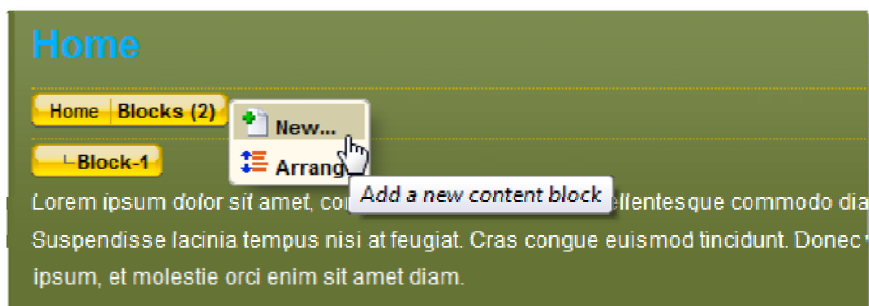 Home
Home Blocks (2)
New...
Block-1
Arrang
Add a new content block
Lorem ipsum dolor sit amet, co ellentesque commodo dia
Suspendisse lacinia tempus nisi at feugiat. Cras congue euismod tincidunt. Donec
ipsum, et molestie orci enim sit amet diam.